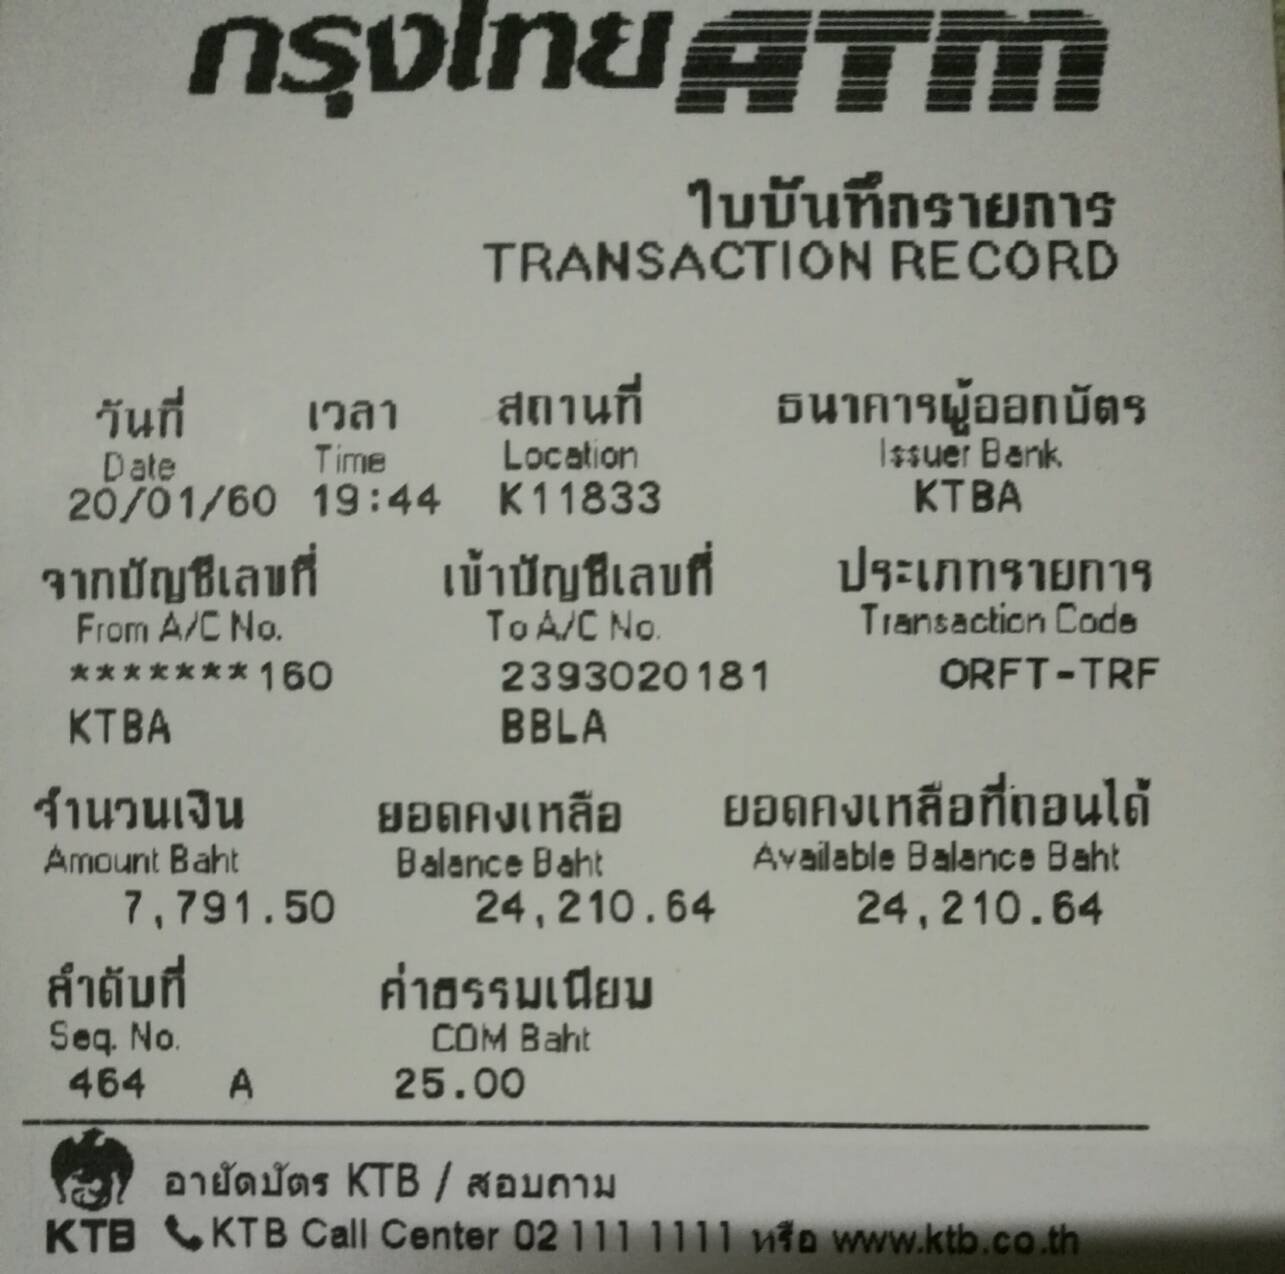 กรุงไทย ATM
ใบบันทึกรายการ
TRANSACTION RECORD
วันที่ เวลา สถานที่ ธนาคารผู้ออกบัตร
Date Time Location Issuer Bank
20/01/60 19:44 K11833 KTBA
จากบัญชีเลขที่ เข้าบัญชีเลขที่ ประเภทรายการ
From A/C No. To A/C No. Transaction Code
*******160 2393020181 ORFT-TRF
KTBA BBLA
จำนวนเงิน ยอดคงเหลือ ยอดคงเหลือที่ถอนได้
Amount Baht Balance Baht Available Balance Baht
7,791.50 24,210.64 24,210.64
ลำดับที่ ค่าธรรมเนียม
Seq. No. COM Baht
464 A 25.00
อายัดบัตร KTB / สอบถาม
KTB KTB Call Center 02 111 1111 หรือ www.ktb.co.th